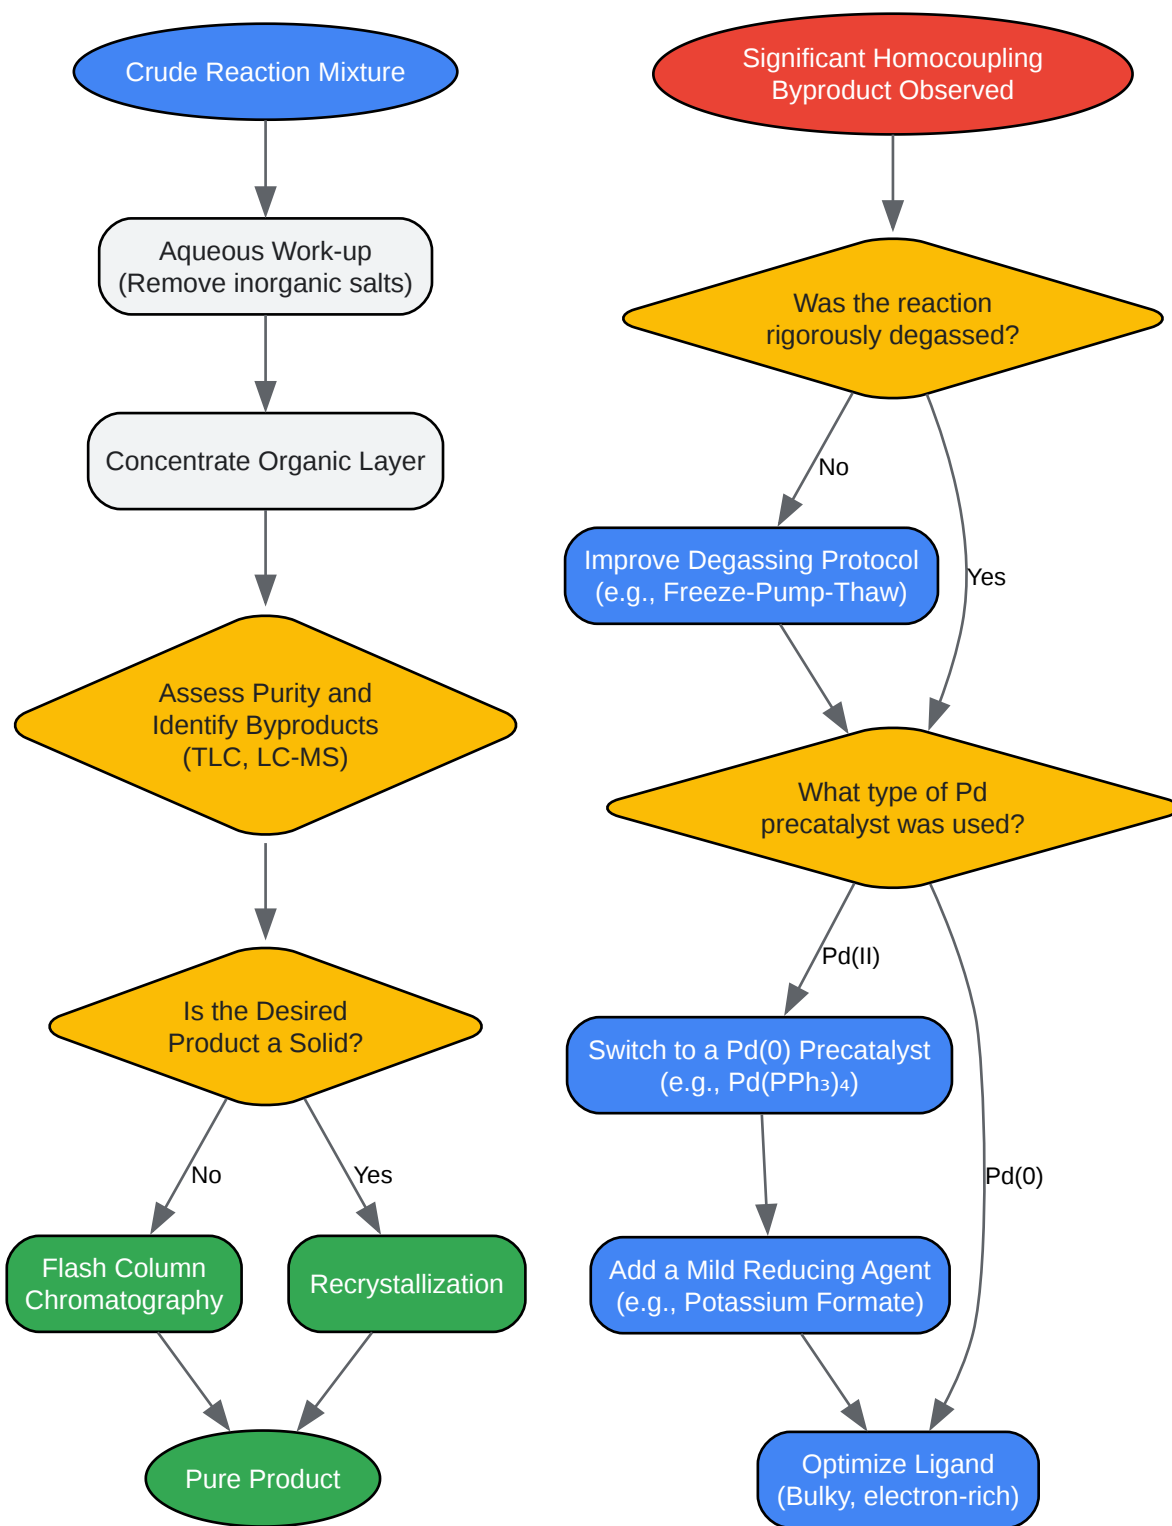 Crude Reaction Mixture
Aqueous Work-up
(Remove inorganic salts)
Concentrate Organic Layer
Assess Purity and
Identify Byproducts
(TLC, LC-MS)
Is the Desired
Product a Solid?
No
Yes
Flash Column
Chromatography
Recrystallization
Pure Product
Significant Homocoupling
Byproduct Observed
Was the reaction
rigorously degassed?
No
Yes
Improve Degassing Protocol
(e.g., Freeze-Pump-Thaw)
What type of Pd
precatalyst was used?
Pd(II)
Pd(0)
Switch to a Pd(0) Precatalyst
(e.g., Pd(PPh₃)₄)
Add a Mild Reducing Agent
(e.g., Potassium Formate)
Optimize Ligand
(Bulky, electron-rich)